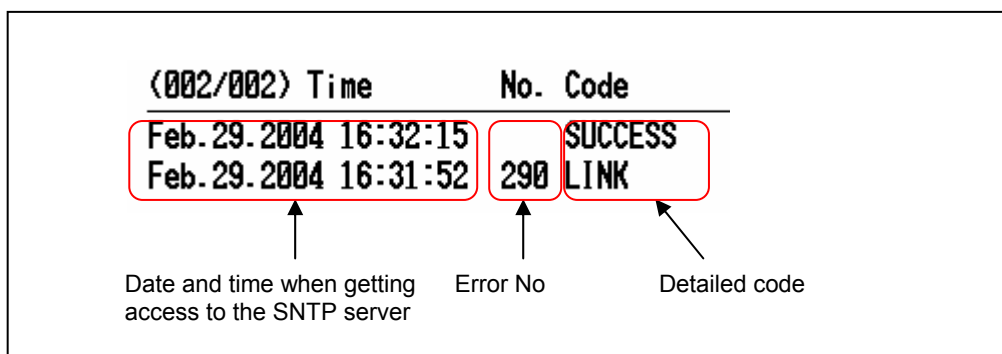 (002/002) Time No. Code
Feb.29.2004 16:32:15 SUCCESS
Feb.29.2004 16:31:52 290 LINK
Date and time when getting access to the SNTP server
Error No
Detailed code